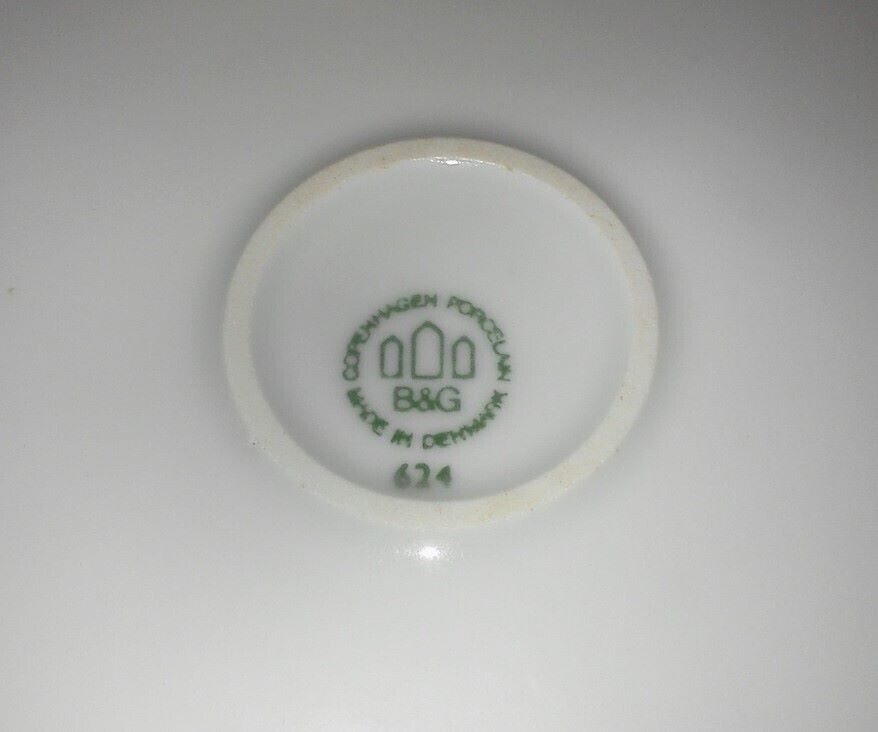 COPENHAGEN PORCELAIN
B&G
MADE IN DENMARK
624